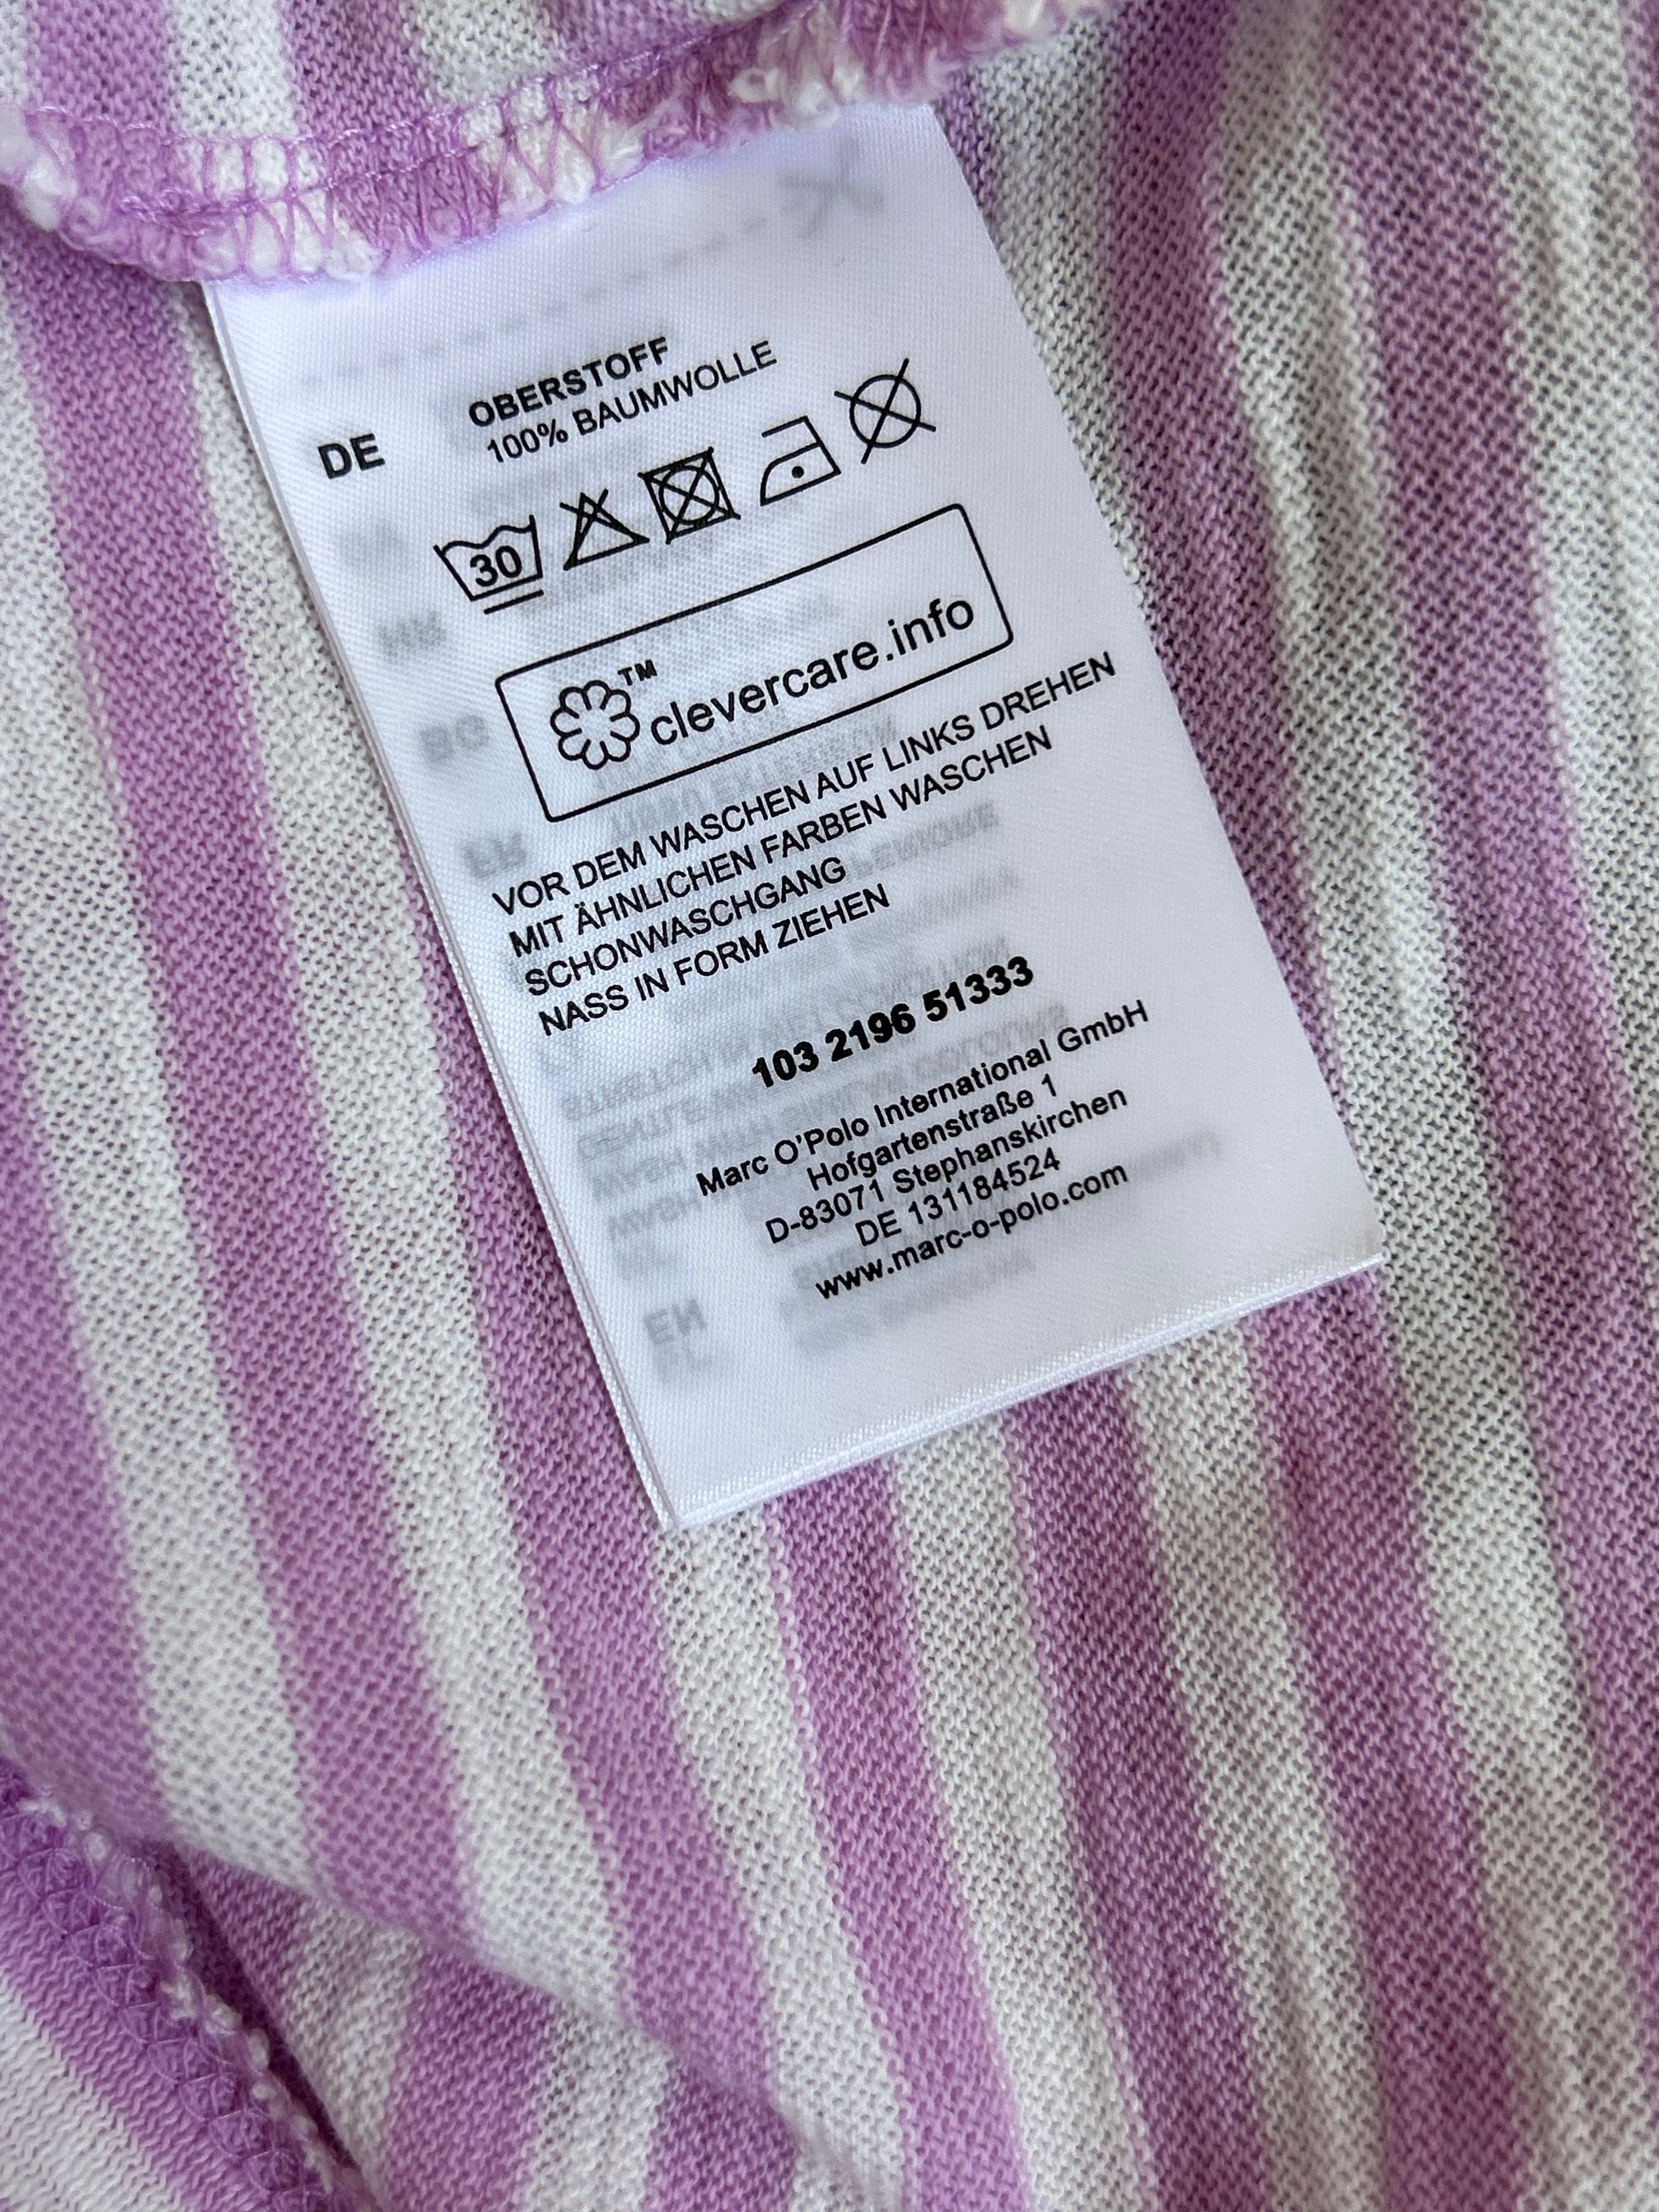 DE
OBERSTOFF
100% BAUMWOLLE
30
TM
clevercare.info
VOR DEM WASCHEN AUF LINKS DREHEN
MIT ÄHNLICHEN FARBEN WASCHEN
SCHONWASCHGANG
NASS IN FORM ZIEHEN
103 2196 51333
Marc O'Polo International GmbH
Hofgartenstraße 1
D-83071 Stephanskirchen
DE 131184524
www.marc-o-polo.com